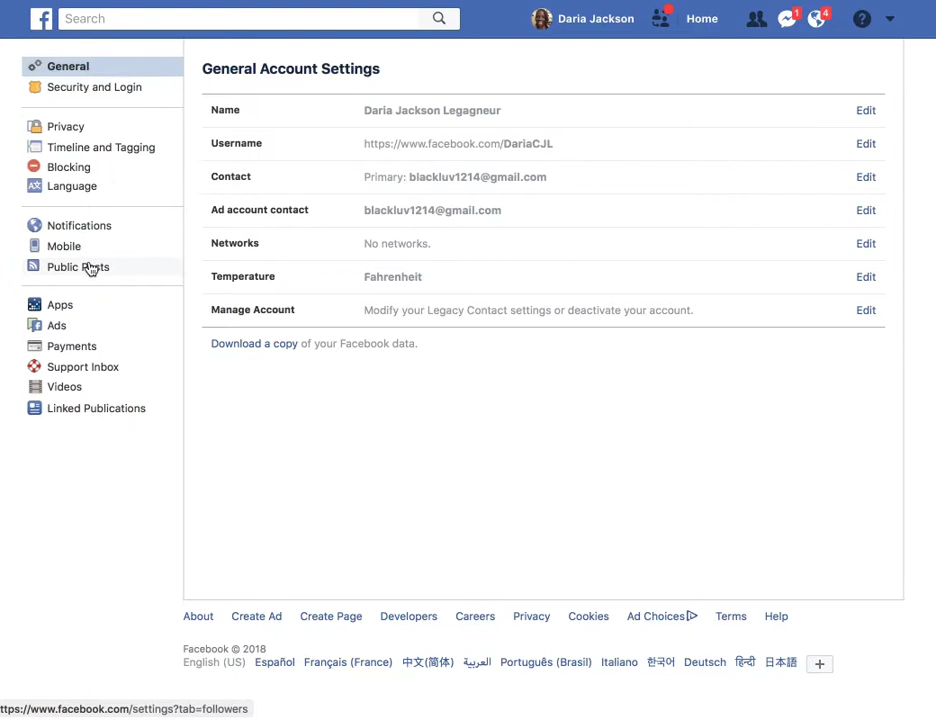 Search
Daria Jackson
Home
1
4
General
Security and Login
Privacy
Timeline and Tagging
Blocking
Language
Notifications
Mobile
Public Posts
Apps
Ads
Payments
Support Inbox
Videos
Linked Publications
General Account Settings
Name Daria Jackson Legagneur Edit
Username https://www.facebook.com/DariaCJL Edit
Contact Primary: blackluv1214@gmail.com Edit
Ad account contact blackluv1214@gmail.com Edit
Networks No networks. Edit
Temperature Fahrenheit Edit
Manage Account Modify your Legacy Contact settings or deactivate your account. Edit
Download a copy of your Facebook data.
About Create Ad Create Page Developers Careers Privacy Cookies Ad Choices Terms Help
Facebook © 2018
English (US) Español Français (France) 中文(简体) العربية Português (Brasil) Italiano 한국어 Deutsch हिन्दी 日本語
ttps://www.facebook.com/settings?tab=followers